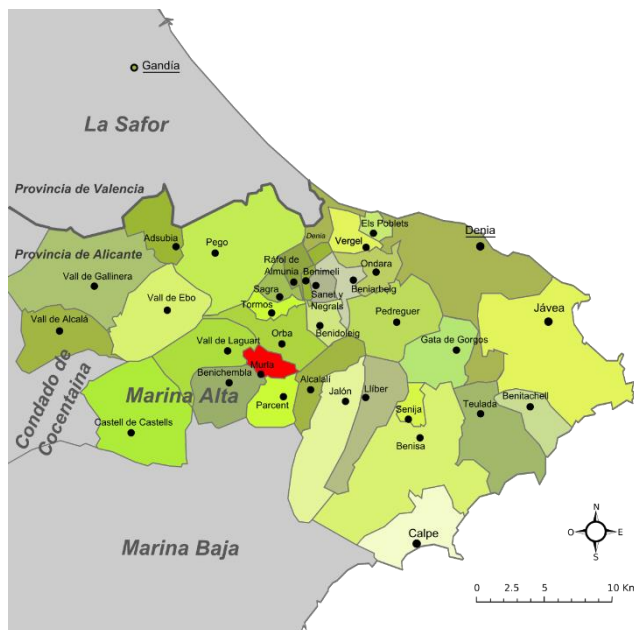 Gandía
La Safor
Provincia de Valencia
Provincia de Alicante
Adsubia
Pego
Denia
Els Poblets
Vergel
Denia
Ondara
Vall de Gallinera
Ráfol de
Almunia
Benimeli
Sanet y
Negrals
Beniarbeig
Sagra
Tormos
Vall de Ebo
Vall de Alcalá
Benidoleig
Pedreguer
Jávea
Orba
Vall de Laguart
Gata de Gorgos
Murla
Benichembla
Alcalalí
Marina Alta
Parcent
Jalón
Llíber
Condado de
Cocentaina
Castell de Castells
Senija
Benisa
Teulada
Benitachell
Calpe
Marina Baja
N
O
E
S
0 2.5 5 10 Km